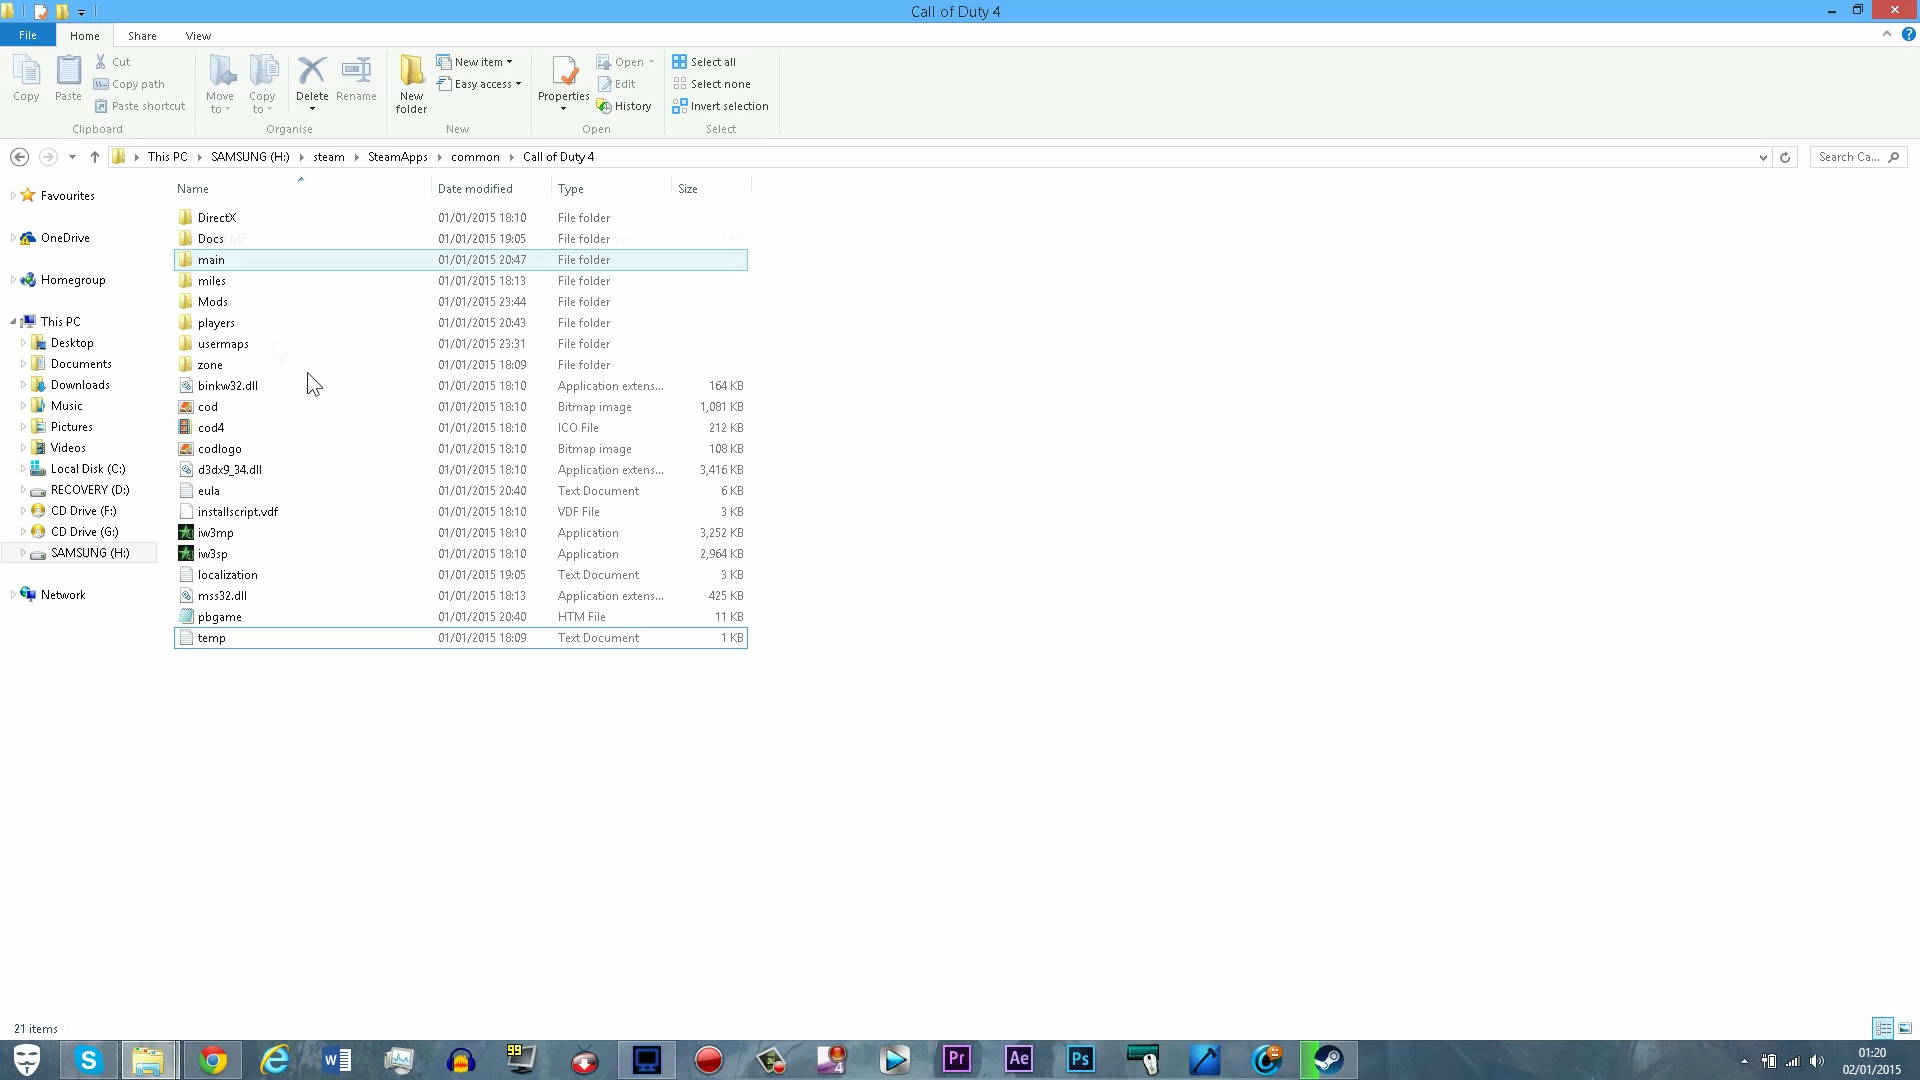 Call of Duty 4
File Home Share View
Copy
Paste
Cut
Copy path
Paste shortcut
Clipboard
Move to
Copy to
Delete
Rename
Organise
New folder
New item
Easy access
New
Properties
Open
Edit
History
Open
Select all
Select none
Invert selection
Select
This PC SAMSUNG (H:) steam SteamApps common Call of Duty 4
Search Ca...
Favourites
OneDrive
Homegroup
This PC
Desktop
Documents
Downloads
Music
Pictures
Videos
Local Disk (C:)
RECOVERY (D:)
CD Drive (F:)
CD Drive (G:)
SAMSUNG (H:)
Network
Name Date modified Type Size
DirectX 01/01/2015 18:10 File folder
Docs 01/01/2015 19:05 File folder
main 01/01/2015 20:47 File folder
miles 01/01/2015 18:13 File folder
Mods 01/01/2015 23:44 File folder
players 01/01/2015 20:43 File folder
usermaps 01/01/2015 23:31 File folder
zone 01/01/2015 18:09 File folder
binkw32.dll 01/01/2015 18:10 Application extens... 164 KB
cod 01/01/2015 18:10 Bitmap image 1,081 KB
cod4 01/01/2015 18:10 ICO File 212 KB
codlogo 01/01/2015 18:10 Bitmap image 108 KB
d3dx9_34.dll 01/01/2015 18:10 Application extens... 3,416 KB
eula 01/01/2015 20:40 Text Document 6 KB
installscript.vdf 01/01/2015 18:10 VDF File 3 KB
iw3mp 01/01/2015 18:10 Application 3,252 KB
iw3sp 01/01/2015 18:10 Application 2,964 KB
localization 01/01/2015 19:05 Text Document 3 KB
mss32.dll 01/01/2015 18:13 Application extens... 425 KB
pbgame 01/01/2015 20:40 HTM File 11 KB
temp 01/01/2015 18:09 Text Document 1 KB
21 items
99
4
Pr
Ae
Ps
01:20
02/01/2015